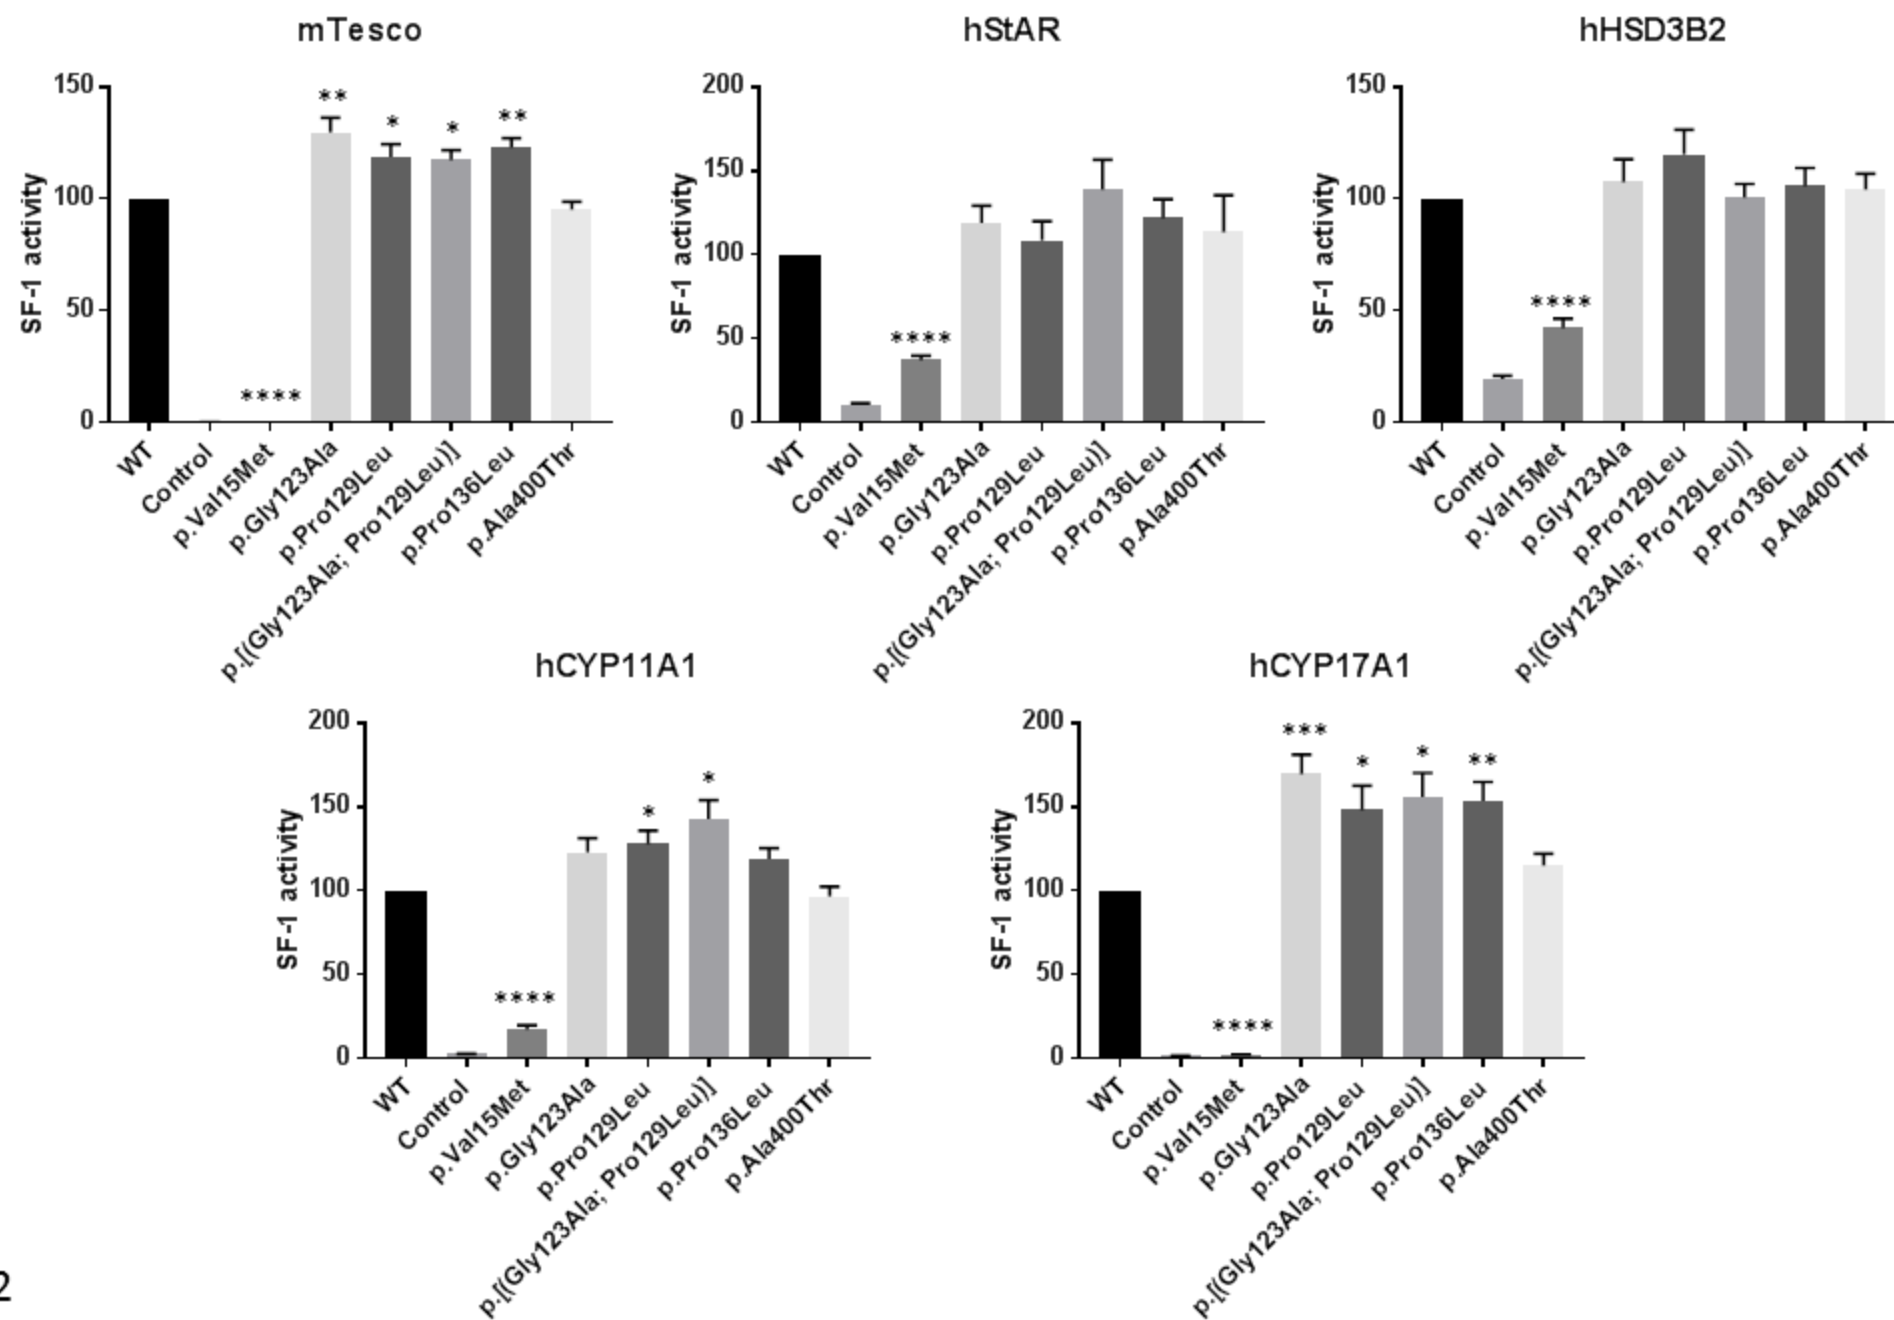 mTesco
SF-1 activity
150
100
50
0
**
*
*
**
****
WT
Control
p.Val15Met
p.Gly123Ala
p.Pro129Leu
p.[(Gly123Ala; Pro129Leu)]
p.Pro136Leu
p.Ala400Thr
hStAR
SF-1 activity
200
150
100
50
0
****
WT
Control
p.Val15Met
p.Gly123Ala
p.Pro129Leu
p.[(Gly123Ala; Pro129Leu)]
p.Pro136Leu
p.Ala400Thr
hHSD3B2
SF-1 activity
150
100
50
0
****
WT
Control
p.Val15Met
p.Gly123Ala
p.Pro129Leu
p.[(Gly123Ala; Pro129Leu)]
p.Pro136Leu
p.Ala400Thr
hCYP11A1
SF-1 activity
200
150
100
50
0
****
*
*
WT
Control
p.Val15Met
p.Gly123Ala
p.Pro129Leu
p.[(Gly123Ala; Pro129Leu)]
p.Pro136Leu
p.Ala400Thr
hCYP17A1
SF-1 activity
200
150
100
50
0
****
***
*
*
**
WT
Control
p.Val15Met
p.Gly123Ala
p.Pro129Leu
p.[(Gly123Ala; Pro129Leu)]
p.Pro136Leu
p.Ala400Thr
2